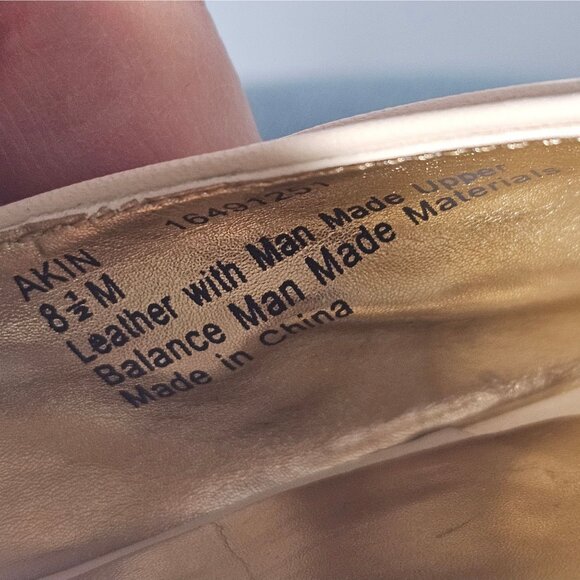 AKIN 16491251
8½M
Leather with Man Made Upper
Balance Man Made Materials
Made in China